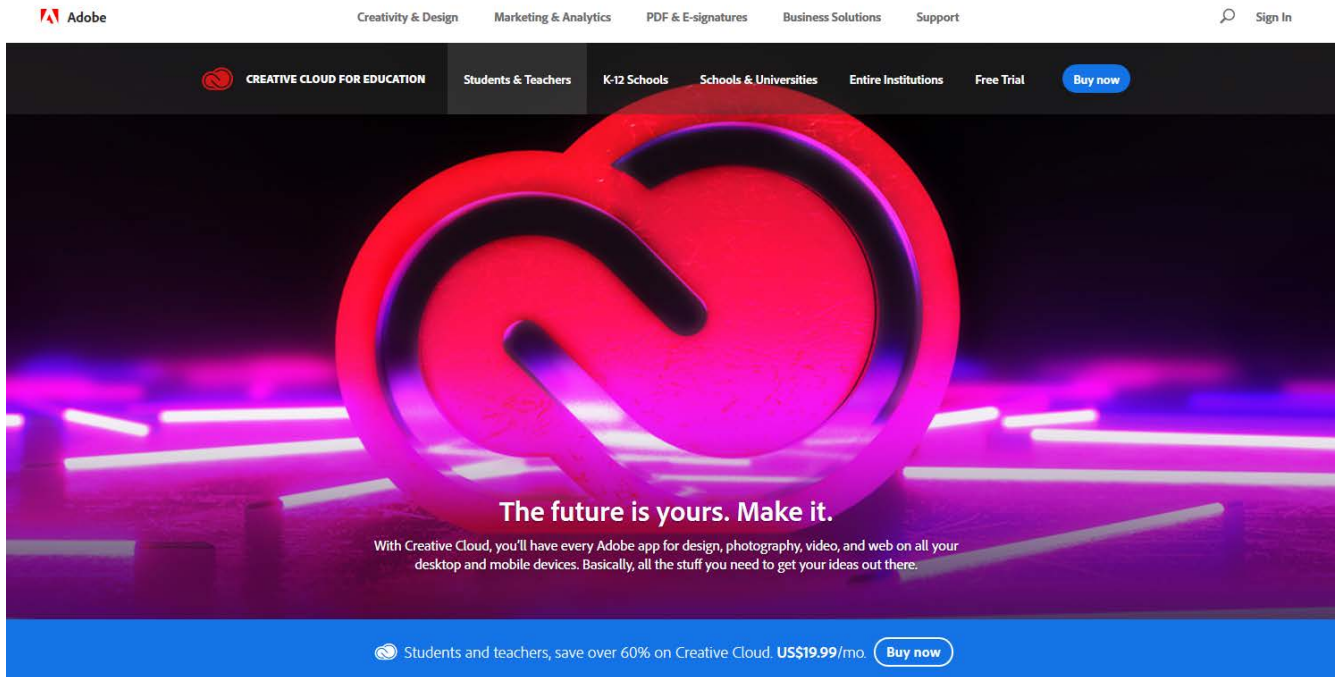 Adobe
Creativity & Design
Marketing & Analytics
PDF & E-signatures
Business Solutions
Support
Sign In
CREATIVE CLOUD FOR EDUCATION
Students & Teachers
K-12 Schools
Schools & Universities
Entire Institutions
Free Trial
Buy now
The future is yours. Make it.
With Creative Cloud, you'll have every Adobe app for design, photography, video, and web on all your
desktop and mobile devices. Basically, all the stuff you need to get your ideas out there.
Students and teachers, save over 60% on Creative Cloud. US$19.99/mo. Buy now